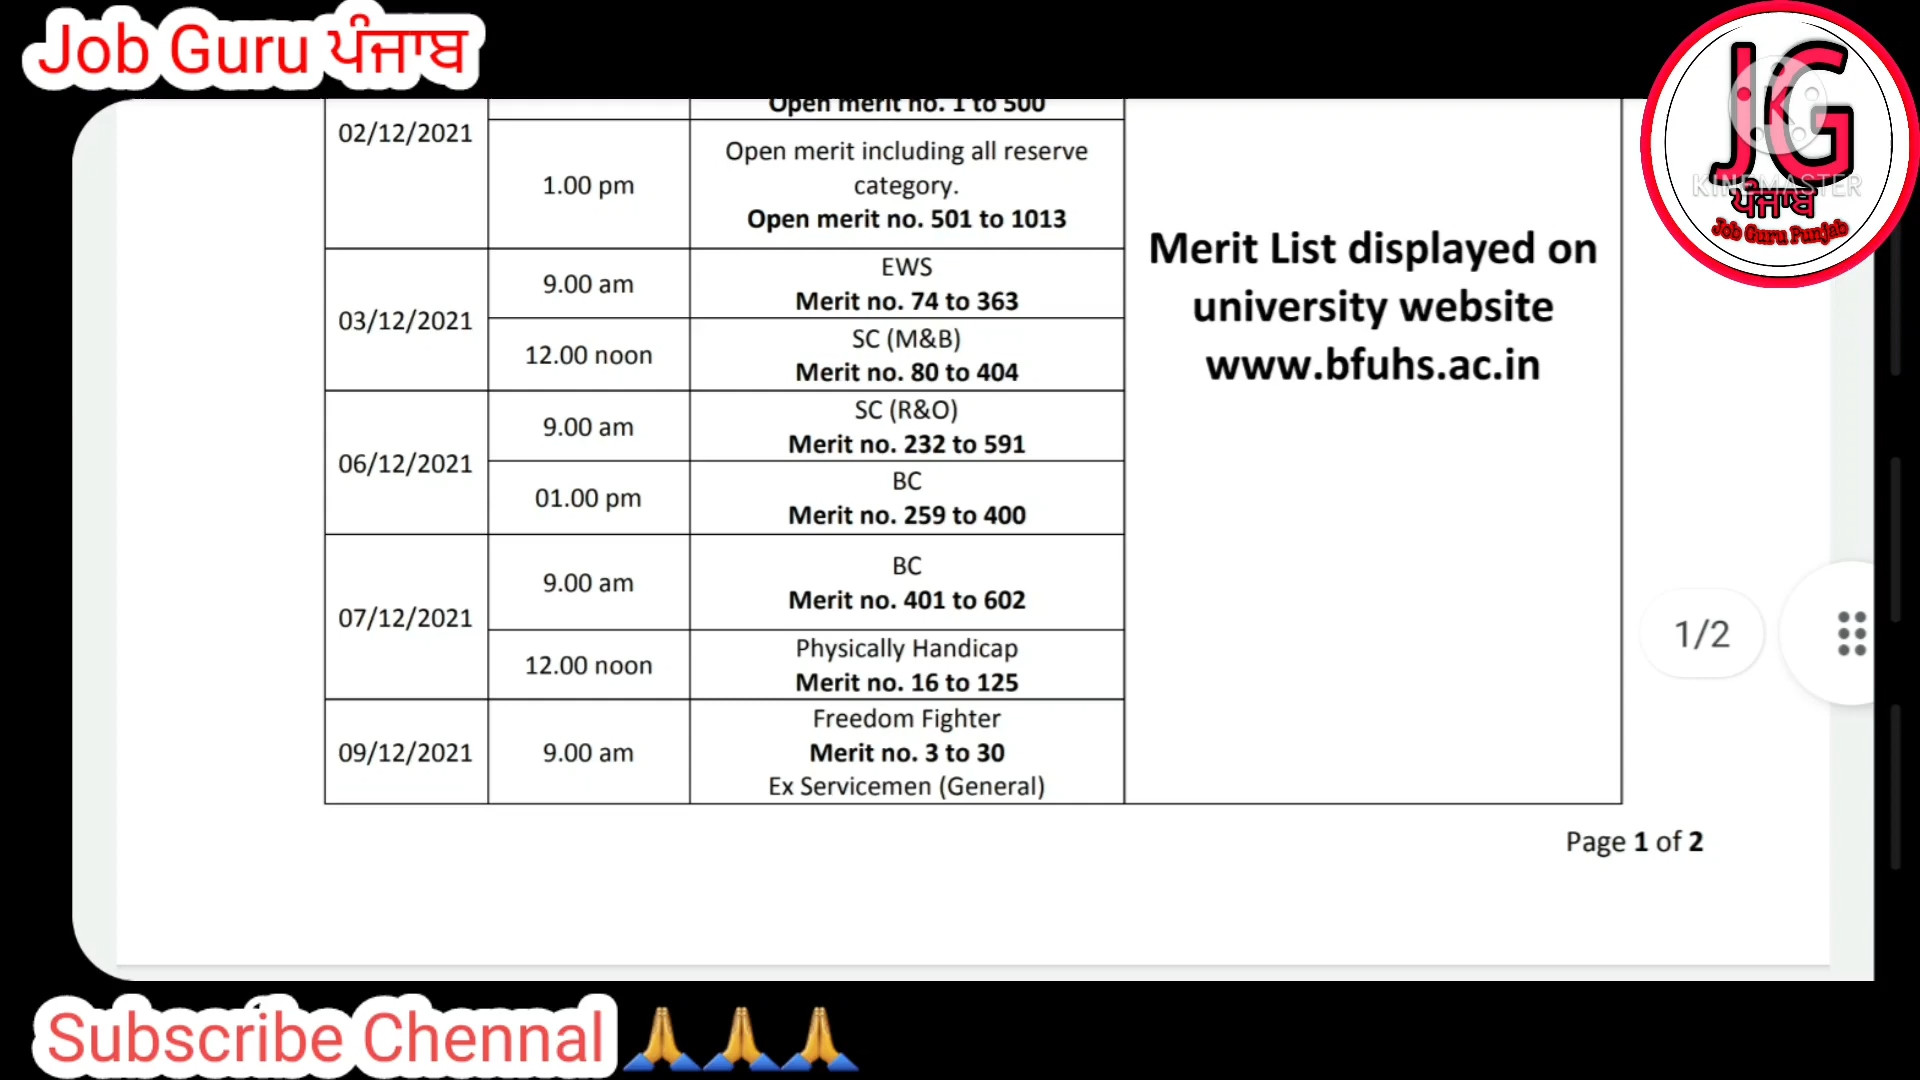 Job Guru ਪੰਜਾਬ
Open merit no. 1 to 500
02/12/2021
1.00 pm
Open merit including all reserve
category.
Open merit no. 501 to 1013
03/12/2021
9.00 am
EWS
Merit no. 74 to 363
12.00 noon
SC (M&B)
Merit no. 80 to 404
06/12/2021
9.00 am
SC (R&O)
Merit no. 232 to 591
01.00 pm
BC
Merit no. 259 to 400
07/12/2021
9.00 am
BC
Merit no. 401 to 602
12.00 noon
Physically Handicap
Merit no. 16 to 125
09/12/2021
9.00 am
Freedom Fighter
Merit no. 3 to 30
Ex Servicemen (General)
Merit List displayed on
university website
www.bfuhs.ac.in
JG
K
KINEMASTER
ਪੰਜਾਬ
Job Guru Punjab
1/2
Page 1 of 2
Subscribe Chennal